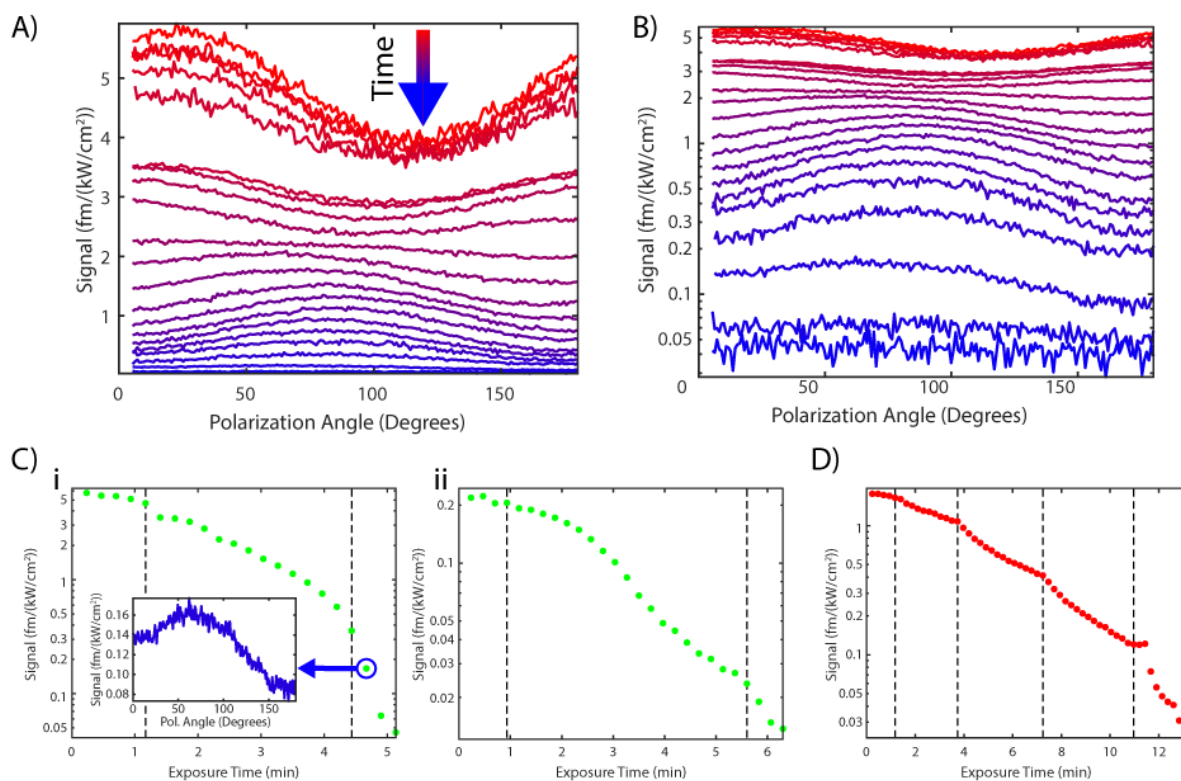 A)
Signal (fm/(kW/cm²)
5
4
3
2
1
0
50
100
150
Polarization Angle (Degrees)
Time
B)
Signal (fm/(kW/cm²)
5
3
2
1
0.5
0.3
0.2
0.1
0.05
0
50
100
150
Polarization Angle (Degrees)
C)
i
Signal (fm/(kW/cm²))
5
3
2
1
0.5
0.3
0.2
0.1
0.05
0 1 2 3 4 5
Exposure Time (min)
Signal (fm/(kW/cm²))
0.16
0.14
0.12
0.10
0.08
0 50 100 150
Pol. Angle (Degrees)
ii
Signal (fm/(kW/cm²))
0.2
0.1
0.05
0.04
0.03
0.02
0 1 2 3 4 5 6
Exposure Time (min)
D)
Signal (fm/(kW/cm²))
1
0.5
0.3
0.2
0.1
0.05
0.03
0 2 4 6 8 10 12
Exposure Time (min)